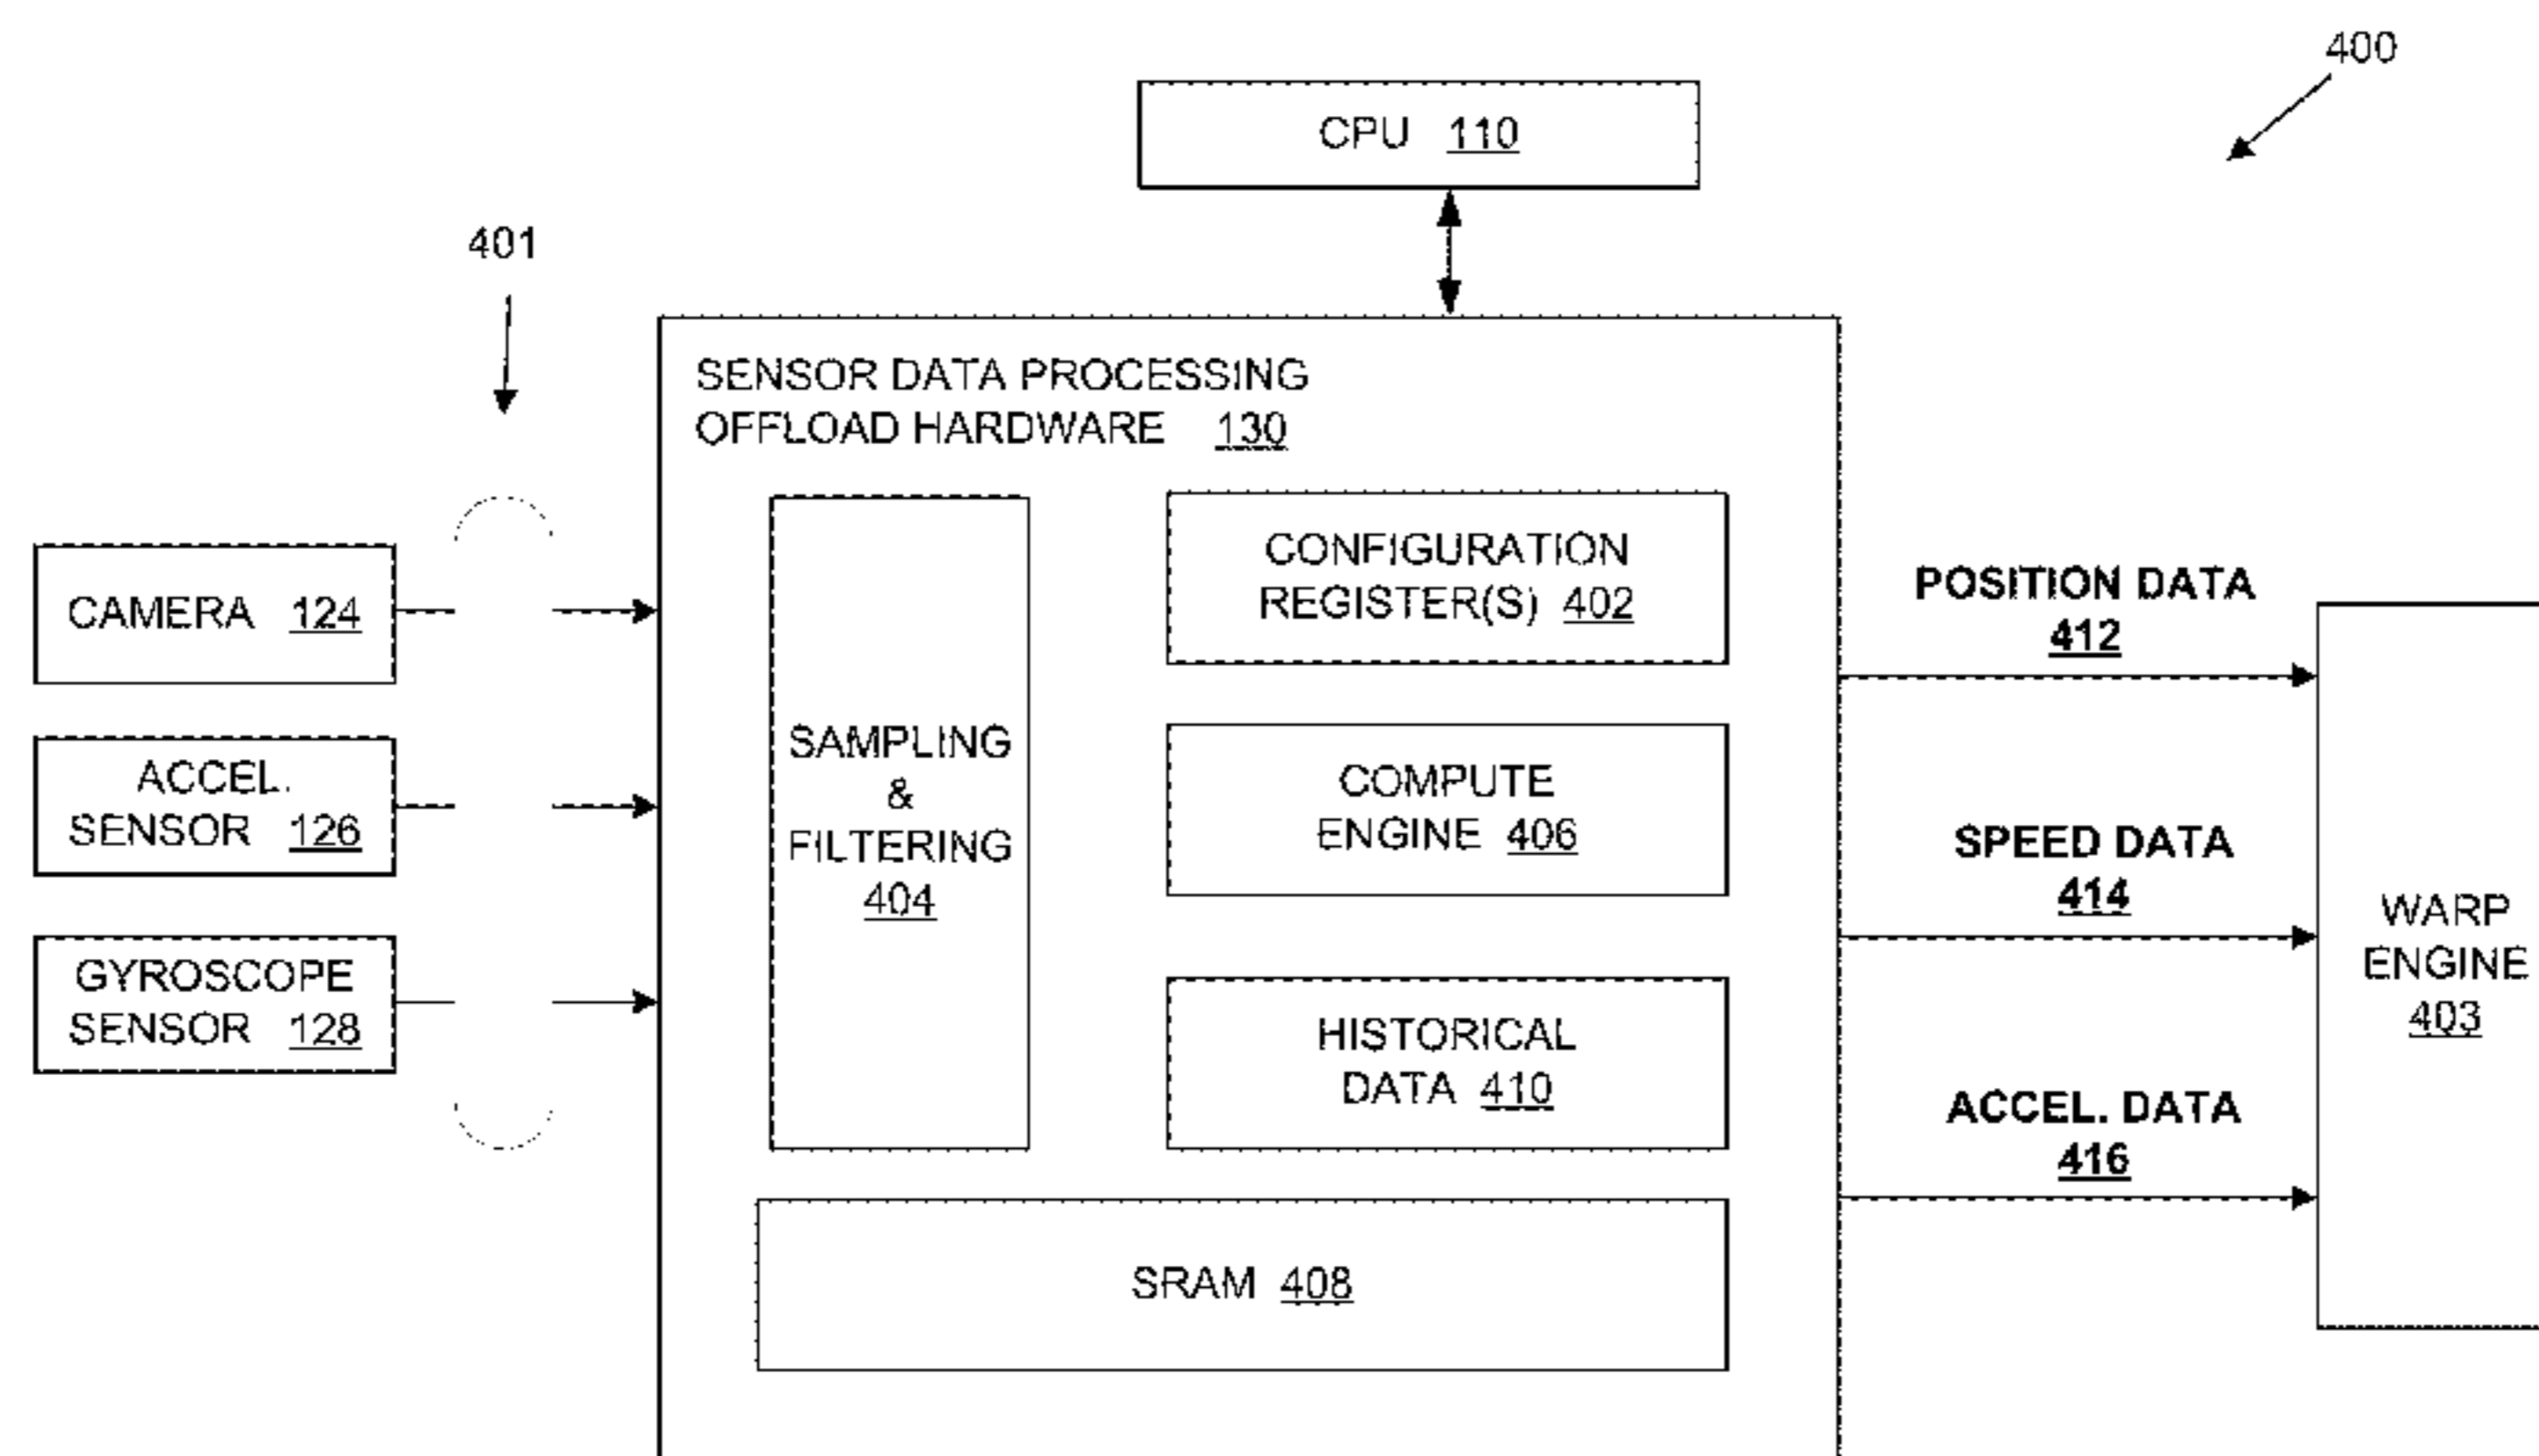 400
CPU 110
401
SENSOR DATA PROCESSING
OFFLOAD HARDWARE 130
CAMERA 124
ACCEL.
SENSOR 126
GYROSCOPE
SENSOR 128
SAMPLING
&
FILTERING
404
CONFIGURATION
REGISTER(S) 402
COMPUTE
ENGINE 406
HISTORICAL
DATA 410
SRAM 408
POSITION DATA
412
SPEED DATA
414
ACCEL. DATA
416
WARP
ENGINE
403